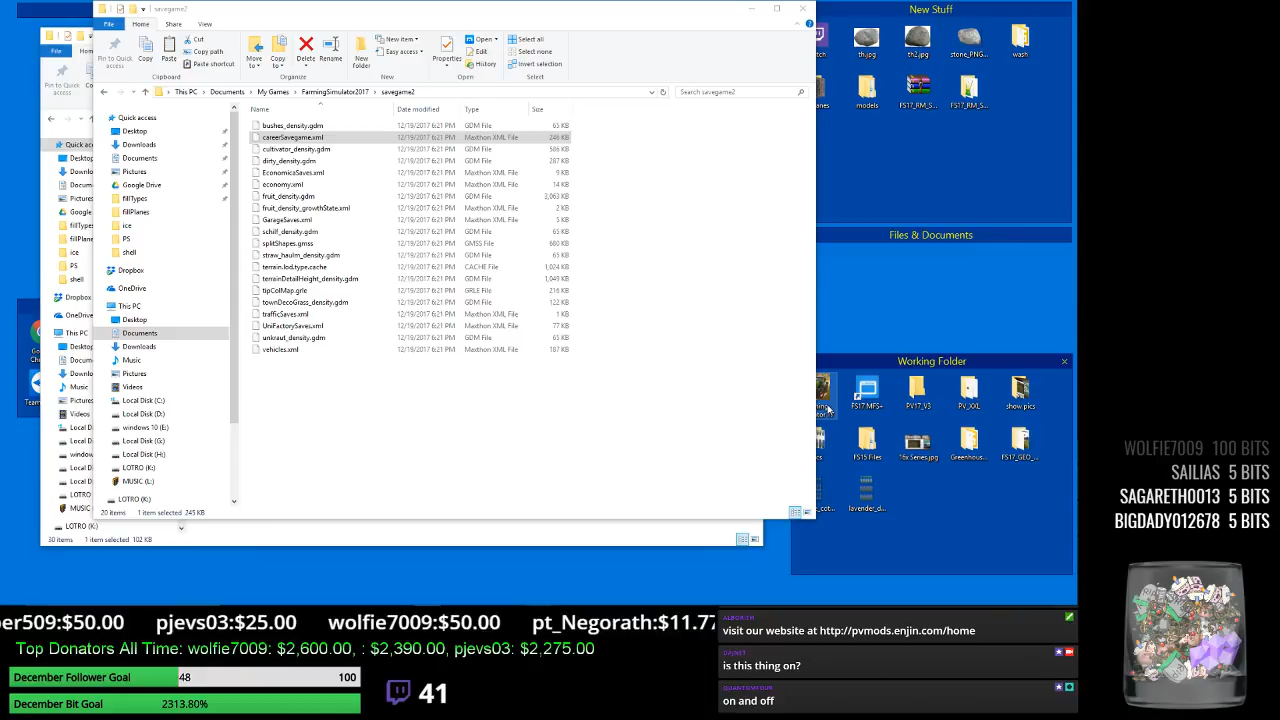 savegame2
File Home Share View
Pin to Quick access
Copy
Paste
Cut
Copy path
Paste shortcut
Clipboard
Move to
Copy to
Delete
Rename
Organize
New folder
New item
Easy access
New
Properties
Open
Edit
History
Open
Select all
Select none
Invert selection
Select
This PC > Documents > My Games > FarmingSimulator2017 > savegame2
Search savegame2
Name Date modified Type Size
bushes_density.gdm 12/19/2017 6:21 PM GDM File 65 KB
careerSavegame.xml 12/19/2017 6:21 PM Maxthon XML File 246 KB
cultivator_density.gdm 12/19/2017 6:21 PM GDM File 586 KB
dirty_density.gdm 12/19/2017 6:21 PM GDM File 287 KB
EconomicaSaves.xml 12/19/2017 6:21 PM Maxthon XML File 9 KB
economy.xml 12/19/2017 6:21 PM Maxthon XML File 14 KB
fruit_density.gdm 12/19/2017 6:21 PM GDM File 2,063 KB
fruit_density_growthState.xml 12/19/2017 6:21 PM Maxthon XML File 2 KB
GarageSaves.xml 12/19/2017 6:21 PM Maxthon XML File 5 KB
schilf_density.gdm 12/19/2017 6:21 PM GDM File 65 KB
splitShapes.gmss 12/19/2017 6:21 PM GMSS File 680 KB
straw_haulm_density.gdm 12/19/2017 6:21 PM GDM File 65 KB
terrain.lod.type.cache 12/19/2017 6:21 PM CACHE File 1,024 KB
terrainDetailHeight_density.gdm 12/19/2017 6:21 PM GDM File 1,049 KB
tipColMap.grle 12/19/2017 6:21 PM GRLE File 216 KB
townDecoGrass_density.gdm 12/19/2017 6:21 PM GDM File 122 KB
trafficSaves.xml 12/19/2017 6:21 PM Maxthon XML File 1 KB
UniFactorySaves.xml 12/19/2017 6:21 PM Maxthon XML File 77 KB
unkraut_density.gdm 12/19/2017 6:21 PM GDM File 65 KB
vehicles.xml 12/19/2017 6:21 PM Maxthon XML File 187 KB
Quick access
Desktop
Downloads
Documents
Pictures
Google Drive
fillTypes
fillPlanes
ice
PS
shell
Dropbox
OneDrive
This PC
Desktop
Documents
Downloads
Music
Pictures
Videos
Local Disk (C:)
Local Disk (D:)
windows 10 (E:)
Local Disk (G:)
Local Disk (H:)
LOTRO (K:)
MUSIC (L:)
LOTRO (K:)
20 items 1 item selected 245 KB
LOTRO (K:)
30 items 1 item selected 102 KB
New Stuff
th.jpg
th2.jpg
stone_PNG...
wash
models
FS17_RM_S...
FS17_RM_S...
Files & Documents
Working Folder
FS17 MFS+
PV17_V3
PV_XXL
show pics
FS15 Files
16x Series.jpg
Greenhous...
FS17_GEO_...
lavender_d...
WOLFIE7009 100 BITS
SAILIAS 5 BITS
SAGARETH0013 5 BITS
BIGDADY012678 5 BITS
er509:$50.00 pjevs03:$25.00 wolfie7009:$50.00 pt_Negorath:$11.77
Top Donators All Time: wolfie7009: $2,600.00, : $2,390.00, pjevs03: $2,275.00
December Follower Goal 48 100
December Bit Goal 2313.80%
41
ALBORIZH
visit our website at http://pvmods.enjin.com/home
DAJNET
is this thing on?
QUANTUMFOUR
on and off